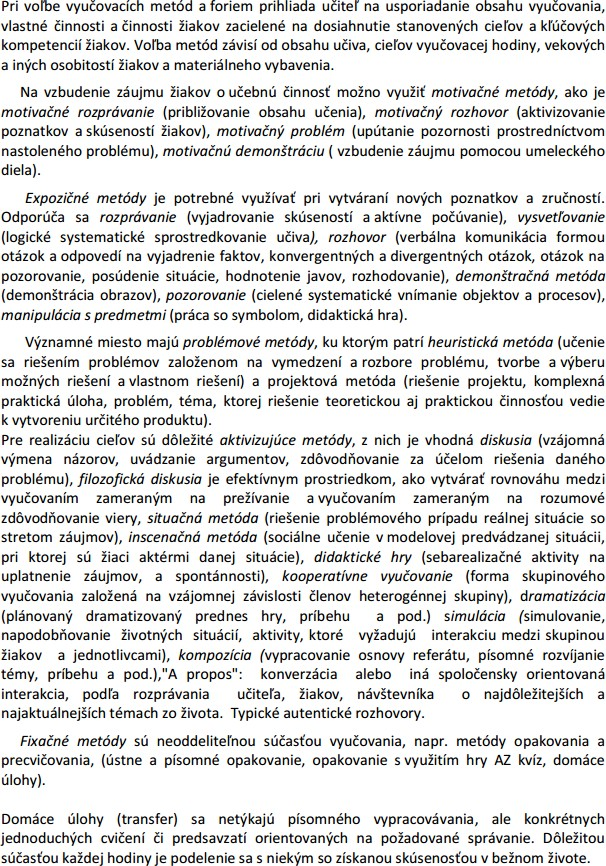 Pri voľbe vyučovacích metód a foriem prihliada učiteľ na usporiadanie obsahu vyučovania,
vlastné činnosti a činnosti žiakov zacielené na dosiahnutie stanovených cieľov a kľúčových
kompetencií žiakov. Voľba metód závisí od obsahu učiva, cieľov vyučovacej hodiny, vekových
a iných osobitostí žiakov a materiálneho vybavenia.
Na vzbudenie záujmu žiakov o učebnú činnosť možno využiť motivačné metódy, ako je
motivačné rozprávanie (približovanie obsahu učenia), motivačný rozhovor (aktivizovanie
poznatkov a skúseností žiakov), motivačný problém (upútanie pozornosti prostredníctvom
nastoleného problému), motivačnú demonštráciu ( vzbudenie záujmu pomocou umeleckého
diela).
Expozičné metódy je potrebné využívať pri vytváraní nových poznatkov a zručností.
Odporúča sa rozprávanie (vyjadrovanie skúseností a aktívne počúvanie), vysvetľovanie
(logické systematické sprostredkovanie učiva), rozhovor (verbálna komunikácia formou
otázok a odpovedí na vyjadrenie faktov, konvergentných a divergentných otázok, otázok na
pozorovanie, posúdenie situácie, hodnotenie javov, rozhodovanie), demonštračná metóda
(demonštrácia obrazov), pozorovanie (cielené systematické vnímanie objektov a procesov),
manipulácia s predmetmi (práca so symbolom, didaktická hra).
Významné miesto majú problémové metódy, ku ktorým patrí heuristická metóda (učenie
sa riešením problémov založenom na vymedzení a rozbore problému, tvorbe a výberu
možných riešení a vlastnom riešení) a projektová metóda (riešenie projektu, komplexná
praktická úloha, problém, téma, ktorej riešenie teoretickou aj praktickou činnosťou vedie
k vytvoreniu určitého produktu).
Pre realizáciu cieľov sú dôležité aktivizujúce metódy, z nich je vhodná diskusia (vzájomná
výmena názorov, uvádzanie argumentov, zdôvodňovanie za účelom riešenia daného
problému), filozofická diskusia je efektívnym prostriedkom, ako vytvárať rovnováhu medzi
vyučovaním zameraným na prežívanie a vyučovaním zameraným na rozumové
zdôvodňovanie viery, situačná metóda (riešenie problémového prípadu reálnej situácie so
stretom záujmov), inscenačná metóda (sociálne učenie v modelovej predvádzanej situácii,
pri ktorej sú žiaci aktérmi danej situácie), didaktické hry (sebarealizačné aktivity na
uplatnenie záujmov, a spontánnosti), kooperatívne vyučovanie (forma skupinového
vyučovania založená na vzájomnej závislosti členov heterogénnej skupiny), dramatizácia
(plánovaný dramatizovaný prednes hry, príbehu a pod.) simulácia (simulovanie,
napodobňovanie životných situácií, aktivity, ktoré vyžadujú interakciu medzi skupinou
žiakov a jednotlivcami), kompozícia (vypracovanie osnovy referátu, písomné rozvíjanie
témy, príbehu a pod.),"A propos": konverzácia alebo iná spoločensky orientovaná
interakcia, podľa rozprávania učiteľa, žiakov, návštevníka o najdôležitejších a
najaktuálnejších témach zo života. Typické autentické rozhovory.
Fixačné metódy sú neoddeliteľnou súčasťou vyučovania, napr. metódy opakovania a
precvičovania, (ústne a písomné opakovanie, opakovanie s využitím hry AZ kvíz, domáce
úlohy).
Domáce úlohy (transfer) sa netýkajú písomného vypracovávania, ale konkrétnych
jednoduchých cvičení či predsavzatí orientovaných na požadované správanie. Dôležitou
súčasťou každej hodiny je podelenie sa s niekým so získanou skúsenosťou v bežnom živote.